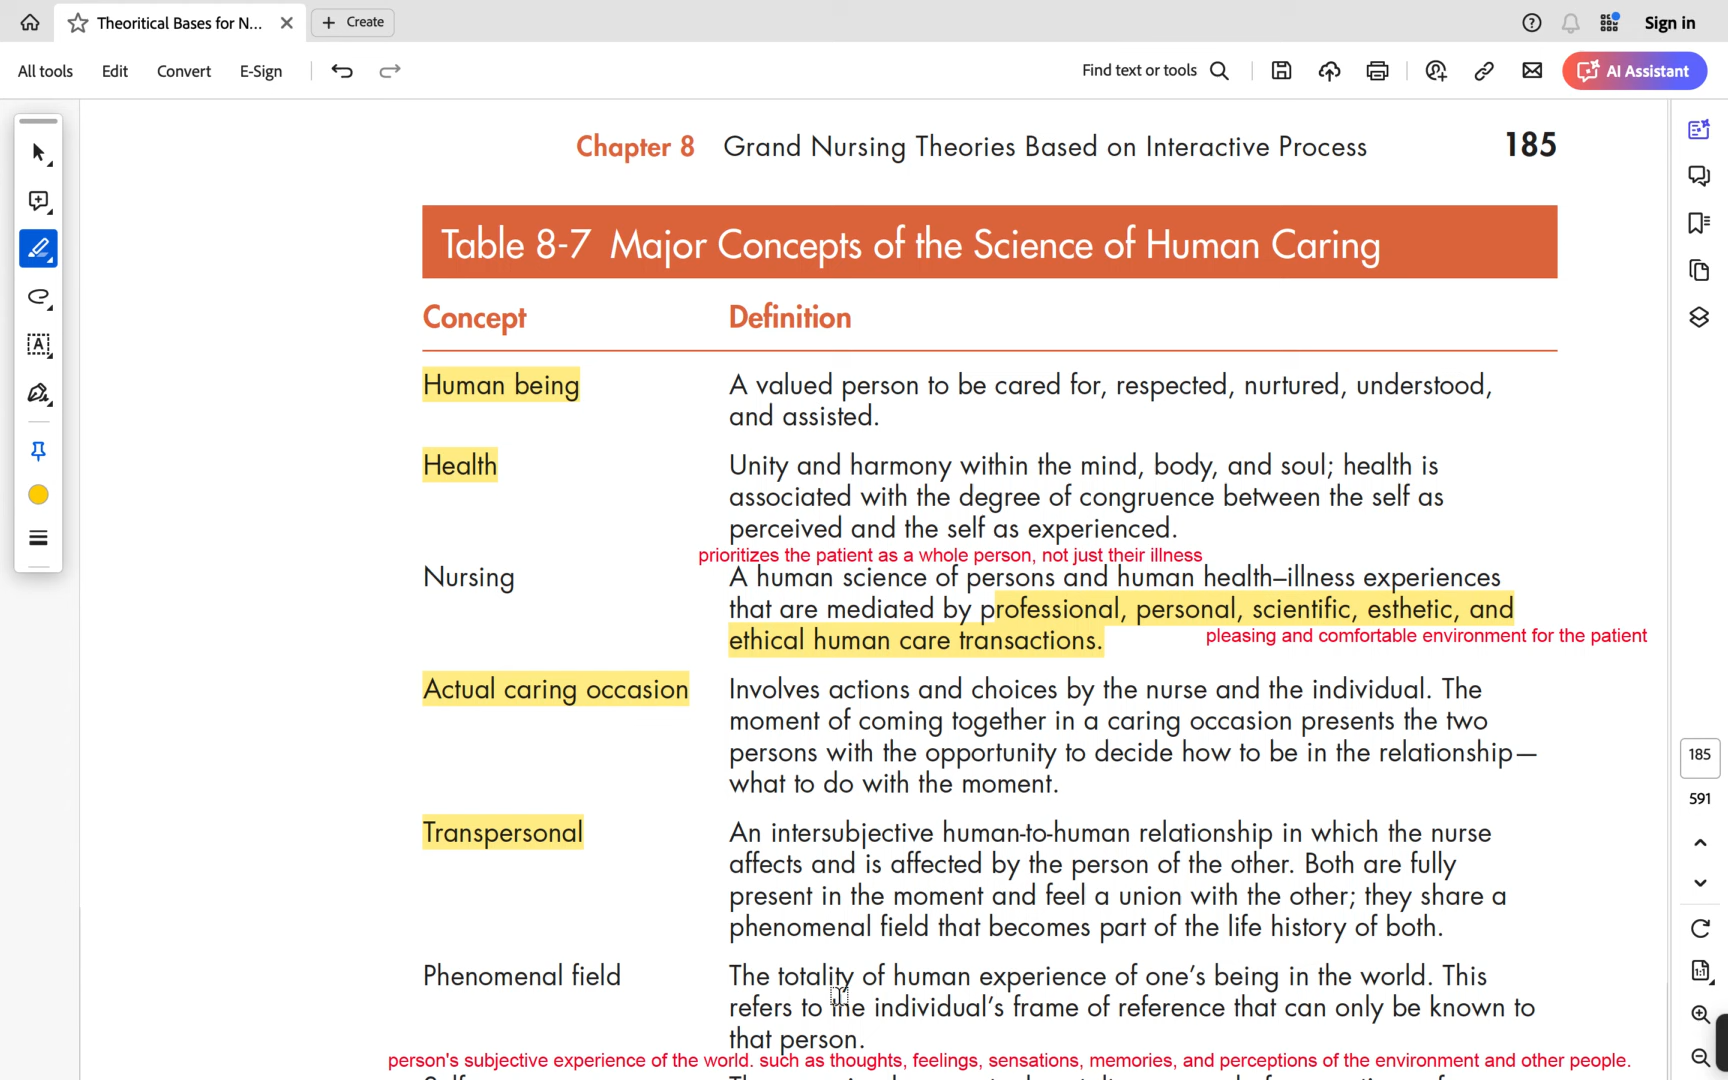 Theoritical Bases for N...
Create
Sign in
All tools
Edit
Convert
E-Sign
Find text or tools
AI Assistant
Chapter 8 Grand Nursing Theories Based on Interactive Process 185
Table 8-7 Major Concepts of the Science of Human Caring
Concept Definition
Human being A valued person to be cared for, respected, nurtured, understood,
and assisted.
Health Unity and harmony within the mind, body, and soul; health is
associated with the degree of congruence between the self as
perceived and the self as experienced.
prioritizes the patient as a whole person, not just their illness
Nursing A human science of persons and human health–illness experiences
that are mediated by professional, personal, scientific, esthetic, and
ethical human care transactions.
pleasing and comfortable environment for the patient
Actual caring occasion Involves actions and choices by the nurse and the individual. The
moment of coming together in a caring occasion presents the two
persons with the opportunity to decide how to be in the relationship—
what to do with the moment.
Transpersonal An intersubjective human-to-human relationship in which the nurse
affects and is affected by the person of the other. Both are fully
present in the moment and feel a union with the other; they share a
phenomenal field that becomes part of the life history of both.
Phenomenal field The totality of human experience of one's being in the world. This
refers to the individual's frame of reference that can only be known to
that person.
person's subjective experience of the world. such as thoughts, feelings, sensations, memories, and perceptions of the environment and other people.
185
591